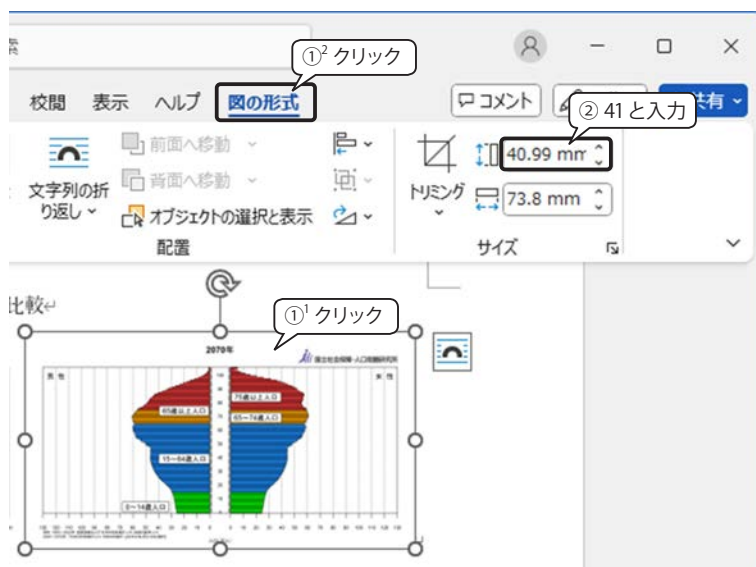 索
①² クリック
校閲 表示 ヘルプ 図の形式
コメント
共有
② 41 と入力
前面へ移動
40.99 mm
文字列の折り返し
背面へ移動
トリミング
73.8 mm
オブジェクトの選択と表示
配置
サイズ
比較↵
①¹ クリック
2070年
国立社会保障・人口問題研究所
男性
女性
75歳以上人口
65歳以上人口
65~74歳人口
15~64歳人口
0~14歳人口